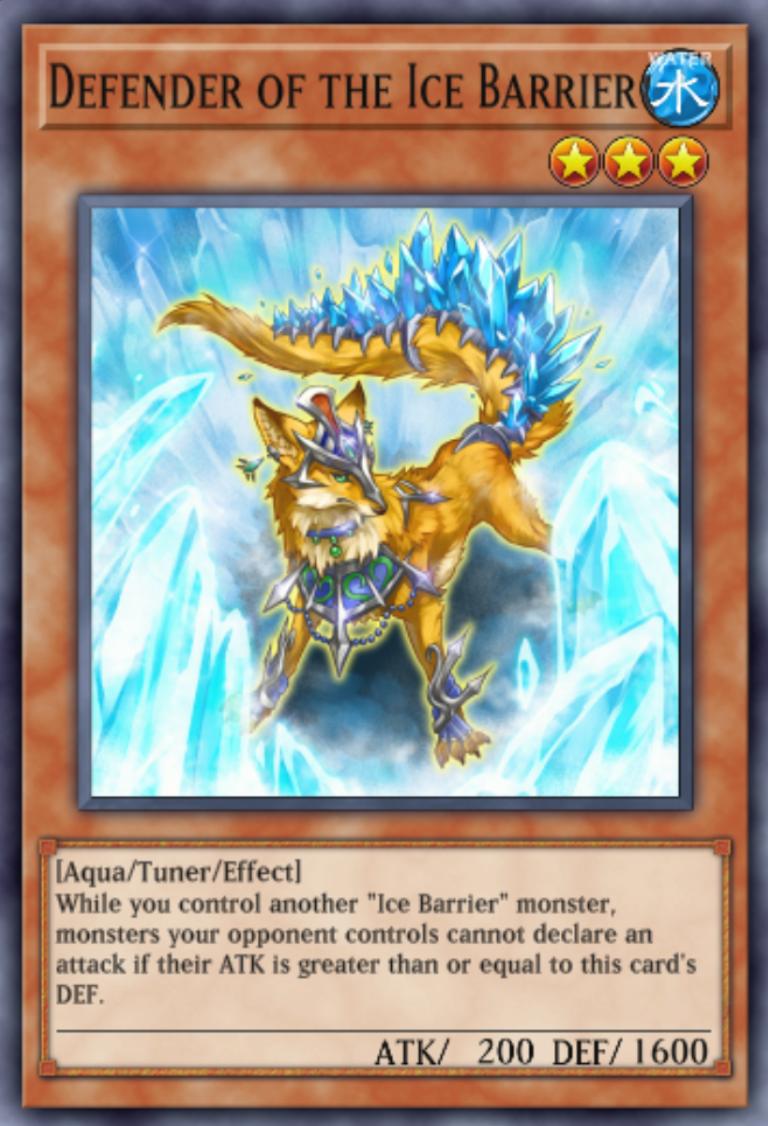 Defender of the Ice Barrier
WATER
水
[Aqua/Tuner/Effect]
While you control another "Ice Barrier" monster,
monsters your opponent controls cannot declare an
attack if their ATK is greater than or equal to this card's
DEF.
ATK/ 200 DEF/ 1600